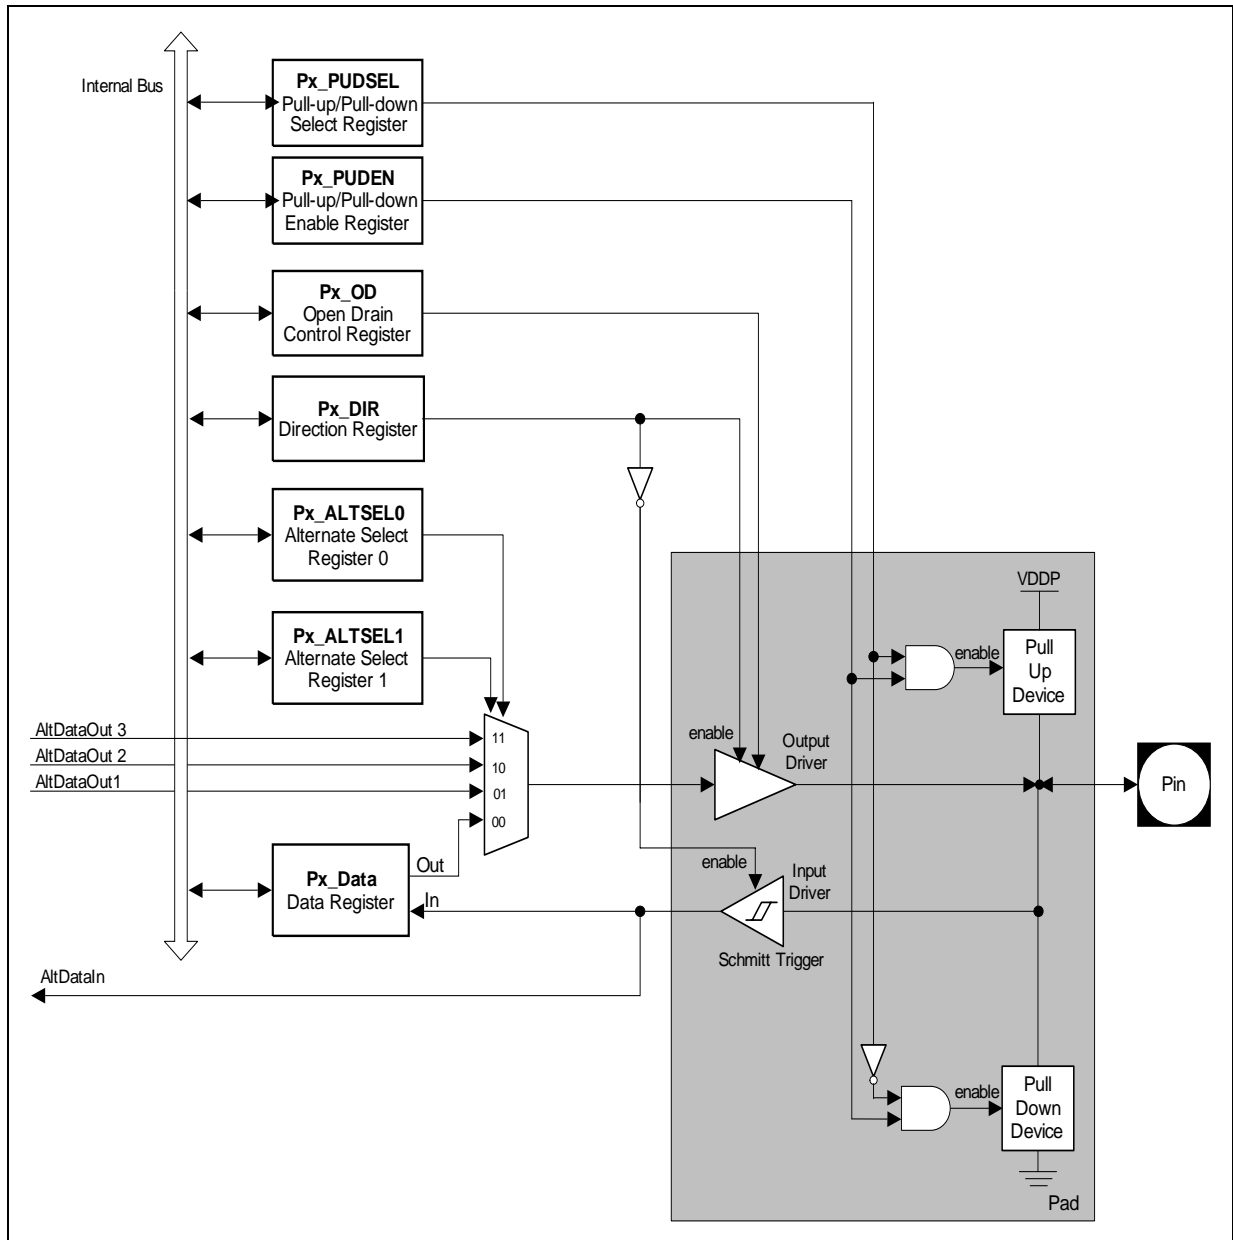 Internal Bus
Px_PUDSEL
Pull-up/Pull-down
Select Register
Px_PUDEN
Pull-up/Pull-down
Enable Register
Px_OD
Open Drain
Control Register
Px_DIR
Direction Register
Px_ALTSEL0
Alternate Select
Register 0
Px_ALTSEL1
Alternate Select
Register 1
AltDataOut 3
AltDataOut 2
AltDataOut1
11
10
01
00
Px_Data
Data Register
Out
In
AltDataIn
enable
Output
Driver
enable
Input
Driver
Schmitt Trigger
VDDP
enable
Pull
Up
Device
Pin
enable
Pull
Down
Device
Pad